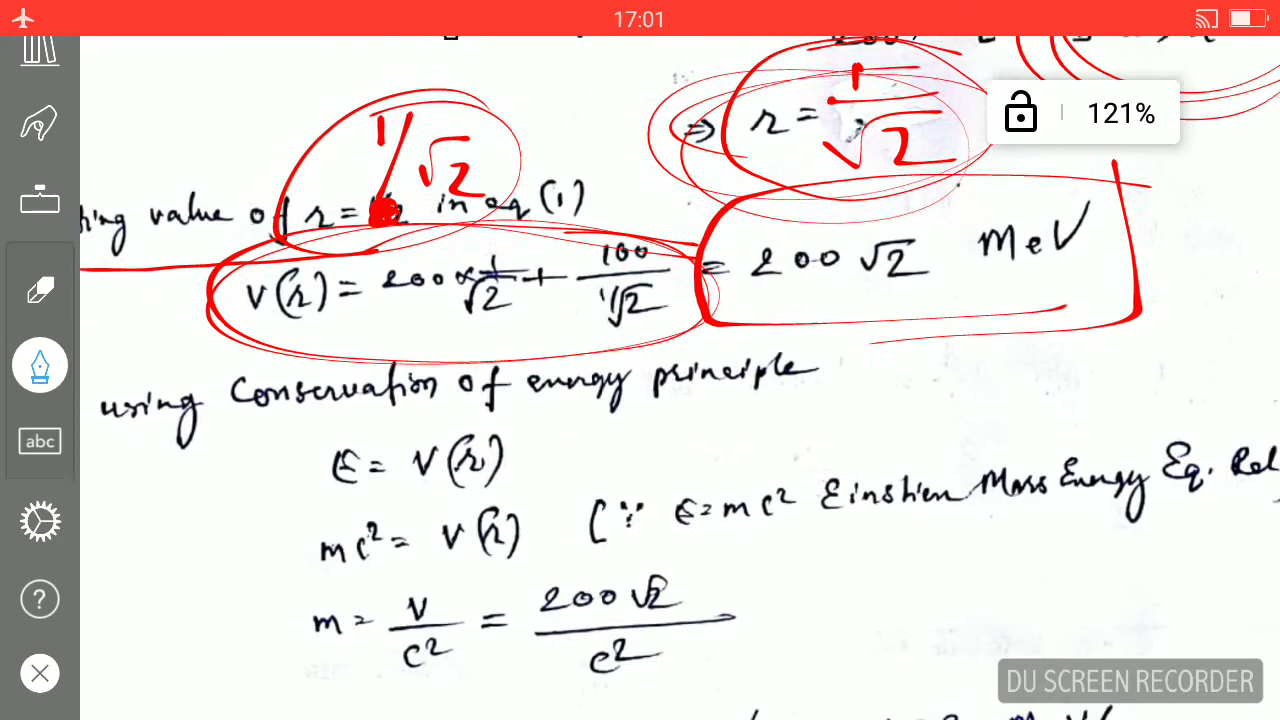 17:01
121%
⇒ r = 1/√2
1/√2
value of r = in eq (1)
V(r) = 200 × 1/√2 + 100/1/√2 = 200 √2 MeV
using Conservation of energy principle
E = V(r)
mc² = V(r) (∵ E = mc² Einstien Mass Energy Eq. Rel
m = V/c² = 200√2/c²
abc
DU SCREEN RECORDER